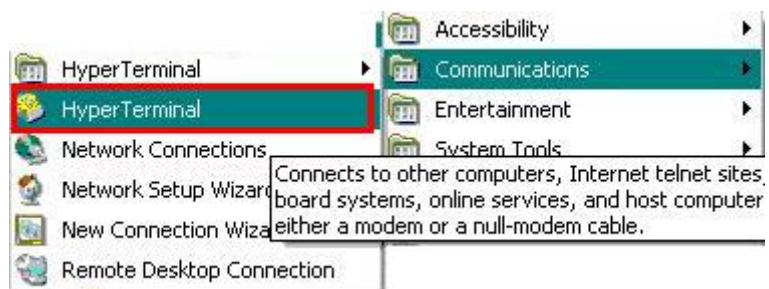 Accessibility
Communications
Entertainment
System Tools
HyperTerminal
HyperTerminal
Network Connections
Network Setup Wizar
New Connection Wiza
Remote Desktop Connection
Connects to other computers, Internet telnet sites,
board systems, online services, and host computer
either a modem or a null-modem cable.